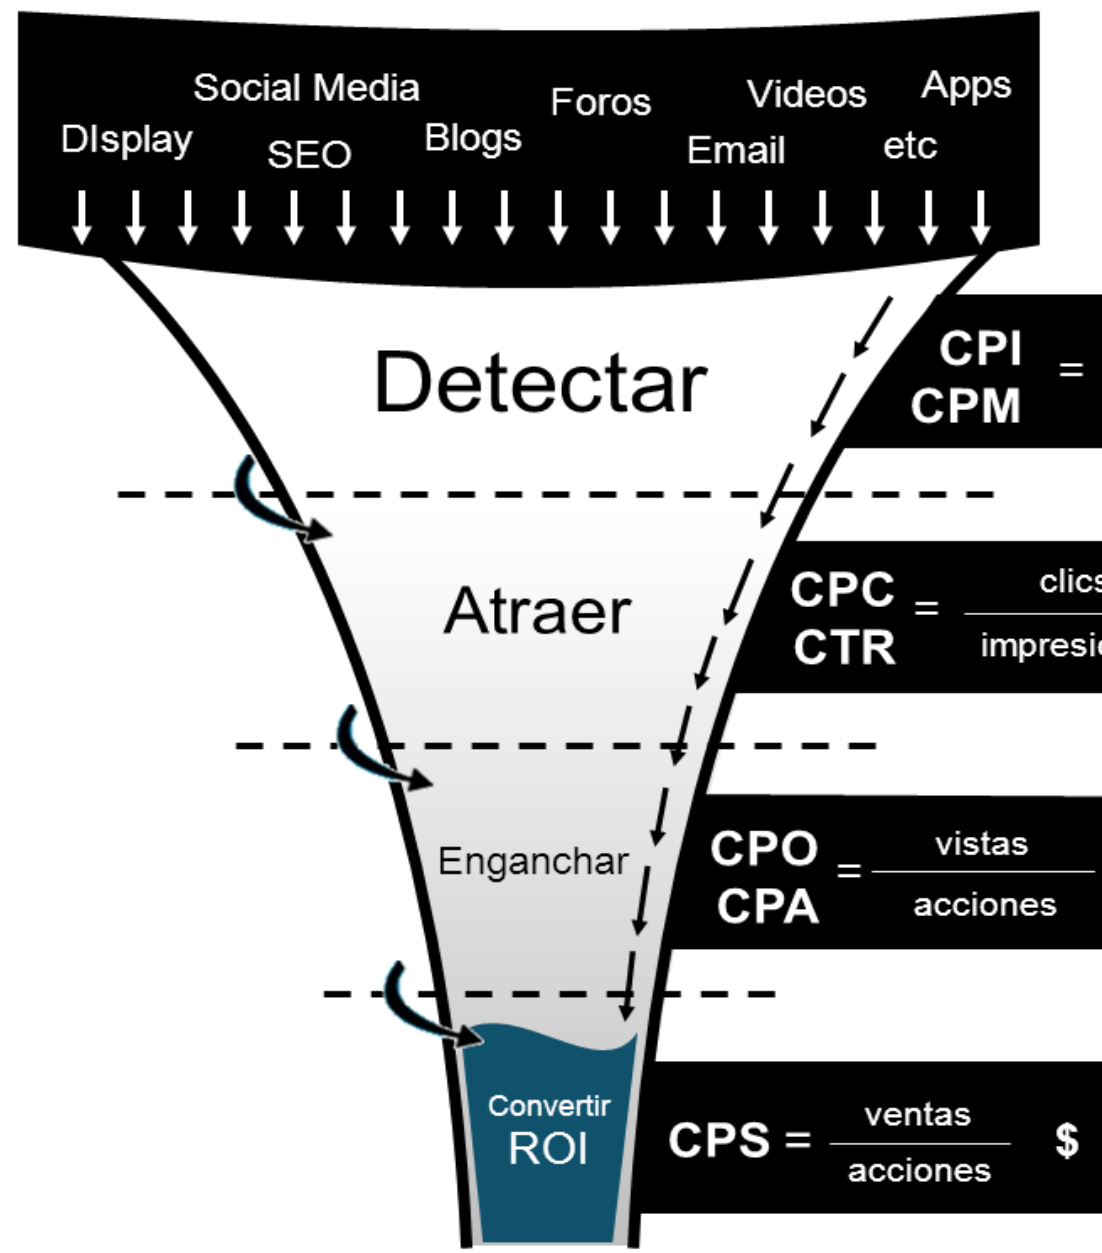 Social Media Foros Videos Apps
DIsplay SEO Blogs Email etc
Detectar
CPI
CPM =
Atraer
CPC
CTR = clics
Enganchar
CPO
CPA = vistas
acciones
Convertir
ROI
CPS = ventas
acciones $